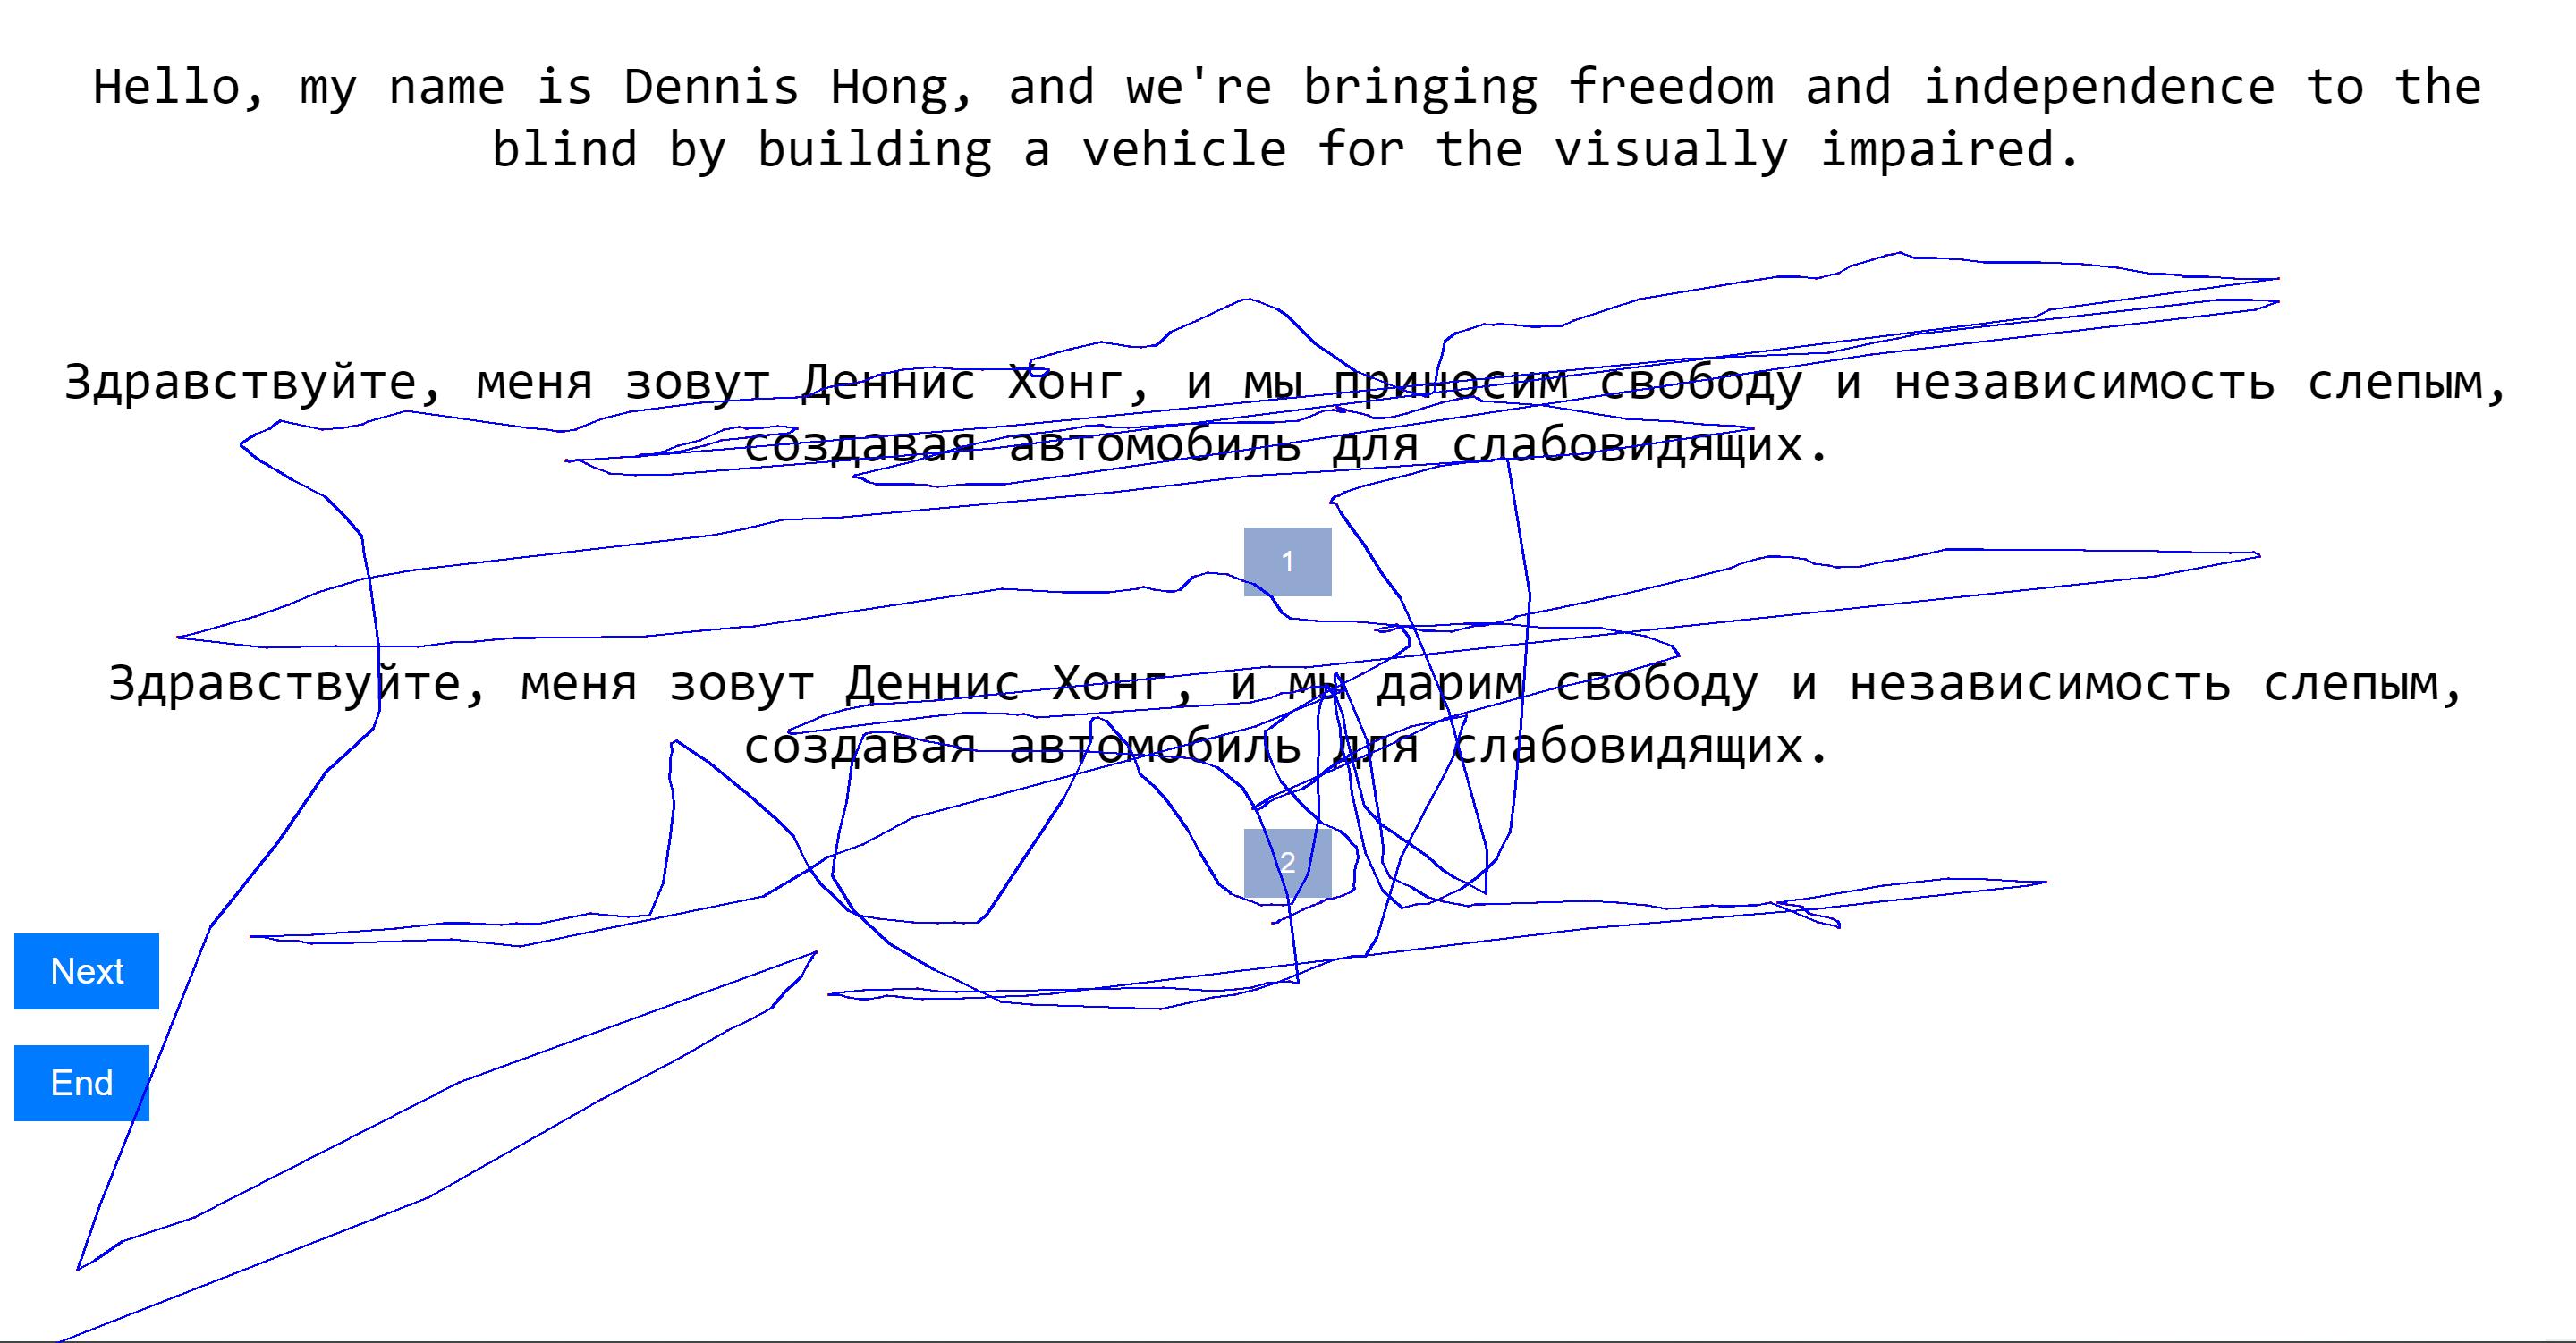 Hello, my name is Dennis Hong, and we're bringing freedom and independence to the
blind by building a vehicle for the visually impaired.
Здравствуйте, меня зовут Деннис Хонг, и мы приносим свободу и независимость слепым,
создавая автомобиль для слабовидящих.
1
Здравствуйте, меня зовут Деннис Хонг, и мы дарим свободу и независимость слепым,
создавая автомобиль для слабовидящих.
2
Next
End